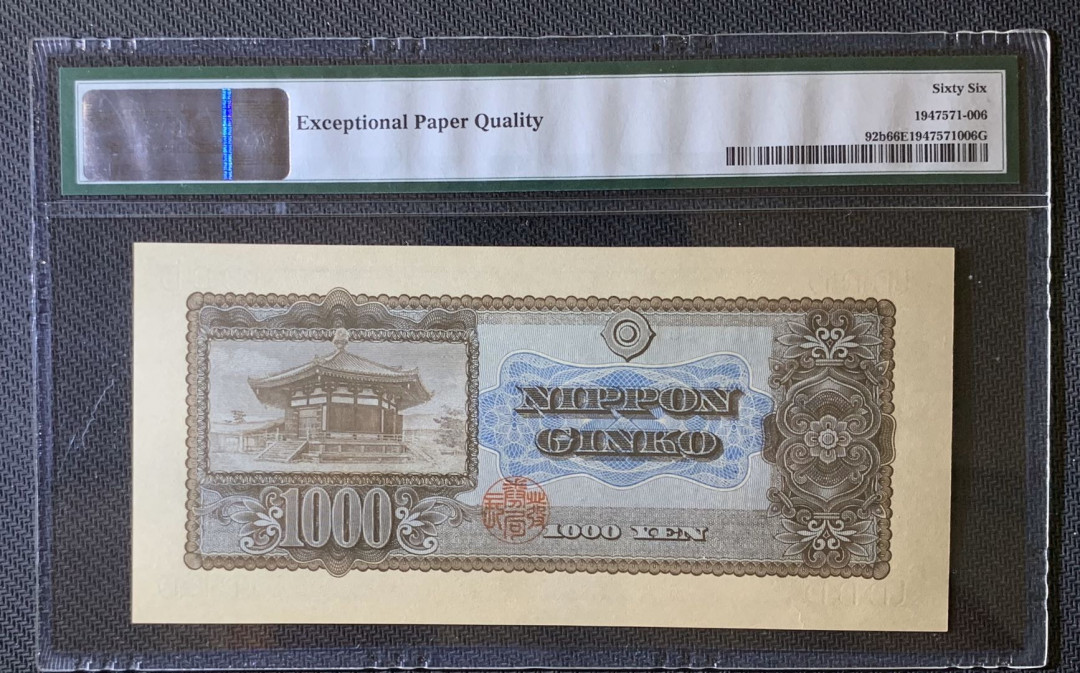 Sixty Six
Exceptional Paper Quality
1947571-006
92b66E1947571006G
NIPPON
GINKO
1000
1000 YEN